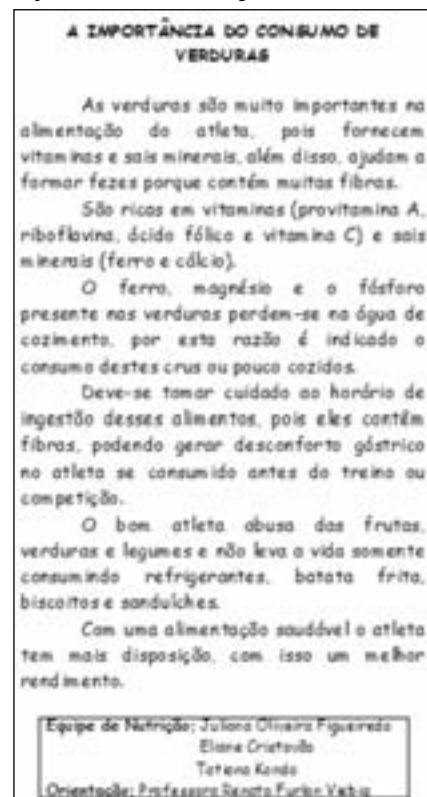 A IMPORTÂNCIA DO CONSUMO DE
VERDURAS
As verduras são muito importantes na
alimentação do atleta, pois fornecem
vitaminas e sais minerais, além disso, ajudam a
formar fezes porque contém muitas fibras.
São ricas em vitaminas (provitamina A,
riboflavina, ácido fólico e vitamina C) e sais
minerais (ferro e cálcio).
O ferro, magnésio e o fósforo
presente nas verduras perdem-se na água de
cozimento, por esta razão é indicado o
consumo destes crus ou pouco cozidos.
Deve-se tomar cuidado ao horário de
ingestão desses alimentos, pois eles contêm
fibras, podendo gerar desconforto gástrico
no atleta se consumido antes do treino ou
competição.
O bom atleta abusa das frutas,
verduras e legumes e não leva a vida somente
consumindo refrigerantes, batata frita,
biscoitos e sanduíches.
Com uma alimentação saudável o atleta
tem mais disposição, com isso um melhor
rendimento.
Equipe de Nutrição: Juliana Oliveira Figueiredo
Eliane Cristovão
Tatiana Kondo
Orientação: Professora Renata Furlan